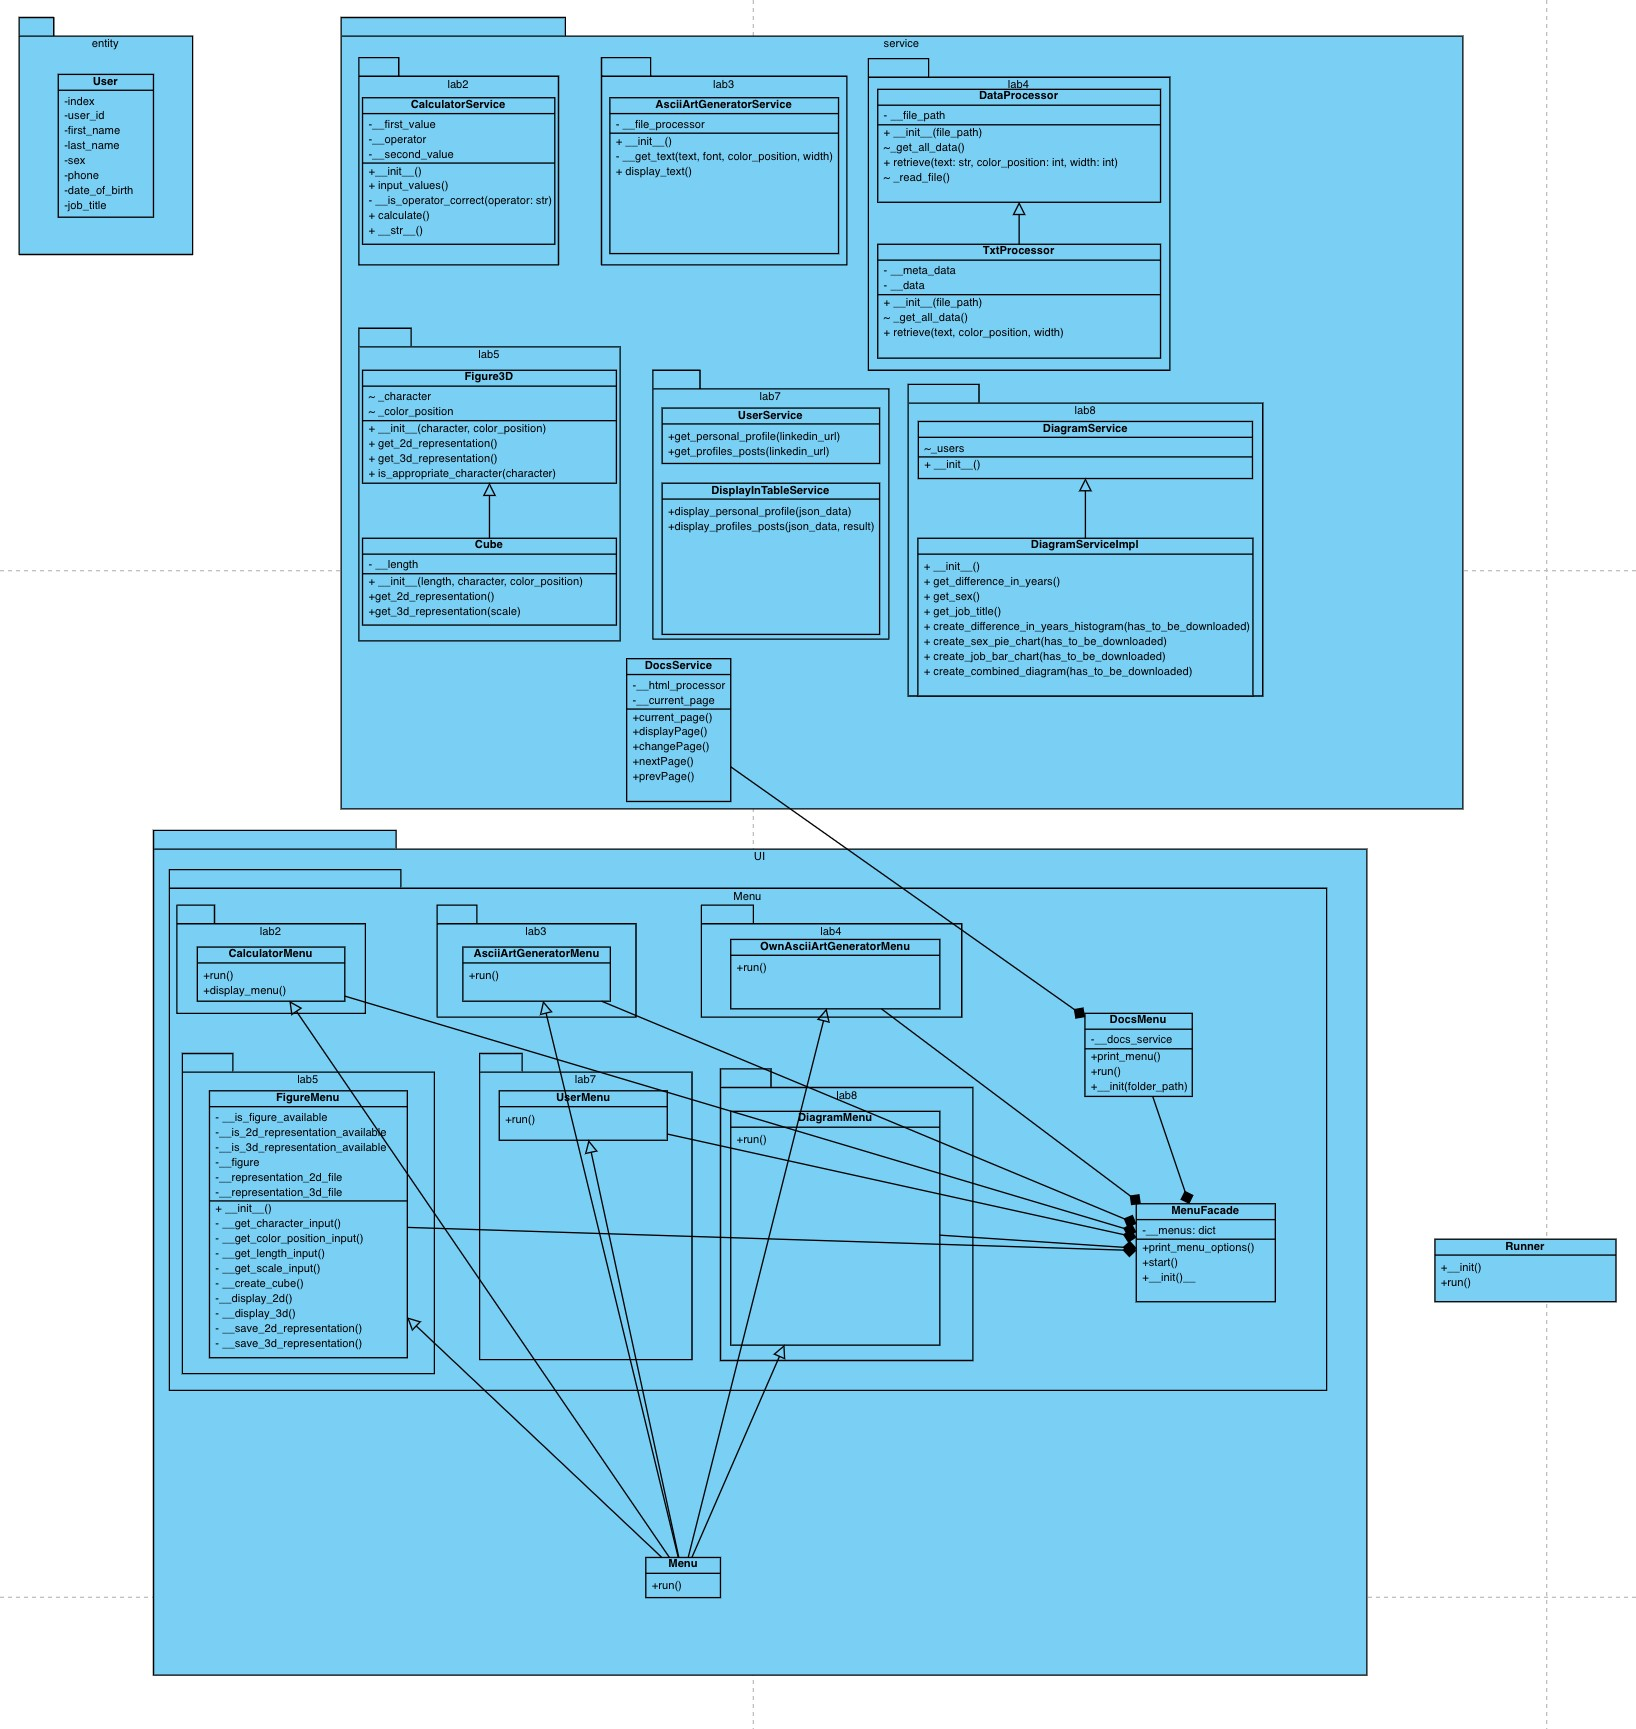 entity
User
-index
-user_id
-first_name
-last_name
-sex
-phone
-date_of_birth
-job_title
service
lab2
CalculatorService
-__first_value
-__operator
-__second_value
+__init__()
+ input_values()
- __is_operator_correct(operator: str)
+ calculate()
+ __str__()
lab3
AsciiArtGeneratorService
- __file_processor
+ __init__()
- __get_text(text, font, color_position, width)
+ display_text()
lab4
DataProcessor
- __file_path
+ __init__(file_path)
~_get_all_data()
+ retrieve(text: str, color_position: int, width: int)
~ _read_file()
TxtProcessor
- __meta_data
- __data
+ __init__(file_path)
~ _get_all_data()
+ retrieve(text, color_position, width)
lab5
Figure3D
~ _character
~ _color_position
+ __init__(character, color_position)
+ get_2d_representation()
+ get_3d_representation()
+ is_appropriate_character(character)
Cube
- __length
+ __init__(length, character, color_position)
+get_2d_representation()
+get_3d_representation(scale)
lab7
UserService
+get_personal_profile(linkedin_url)
+get_profiles_posts(linkedin_url)
DisplayInTableService
+display_personal_profile(json_data)
+display_profiles_posts(json_data, result)
lab8
DiagramService
~_users
+ __init__()
DiagramServiceImpl
+ __init__()
+ get_difference_in_years()
+ get_sex()
+ get_job_title()
+ create_difference_in_years_histogram(has_to_be_downloaded)
+ create_sex_pie_chart(has_to_be_downloaded)
+ create_job_bar_chart(has_to_be_downloaded)
+ create_combined_diagram(has_to_be_downloaded)
DocsService
-__html_processor
-__current_page
+current_page()
+displayPage()
+changePage()
+nextPage()
+prevPage()
UI
Menu
lab2
CalculatorMenu
+run()
+display_menu()
lab3
AsciiArtGeneratorMenu
+run()
lab4
OwnAsciiArtGeneratorMenu
+run()
DocsMenu
-__docs_service
+print_menu()
+run()
+__init(folder_path)
lab5
FigureMenu
- __is_figure_available
-__is_2d_representation_available
-__is_3d_representation_available
-__figure
-__representation_2d_file
-__representation_3d_file
+ __init__()
- __get_character_input()
- __get_color_position_input()
- __get_length_input()
- __get_scale_input()
- __create_cube()
-__display_2d()
- __display_3d()
- __save_2d_representation()
- __save_3d_representation()
lab7
UserMenu
+run()
lab8
DiagramMenu
+run()
MenuFacade
-__menus: dict
+print_menu_options()
+start()
+__init()__
Runner
+__init()
+run()
Menu
+run()